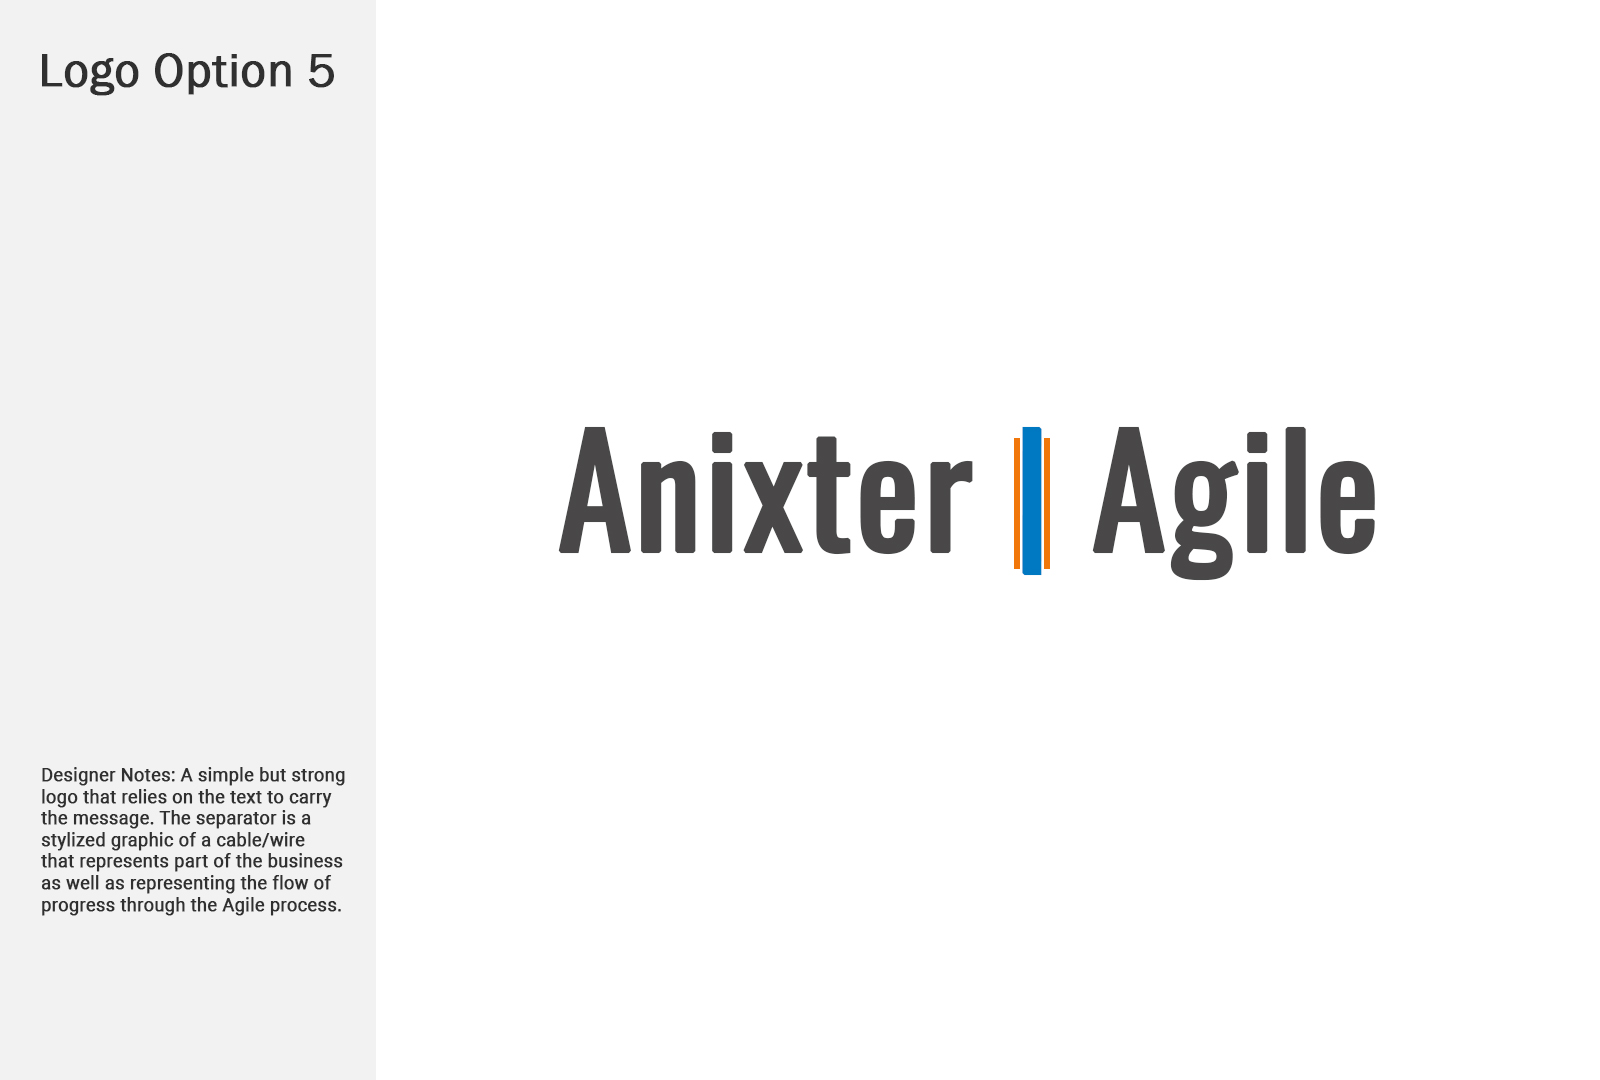 Logo Option 5
Anixter Agile
Designer Notes: A simple but strong
logo that relies on the text to carry
the message. The separator is a
stylized graphic of a cable/wire
that represents part of the business
as well as representing the flow of
progress through the Agile process.